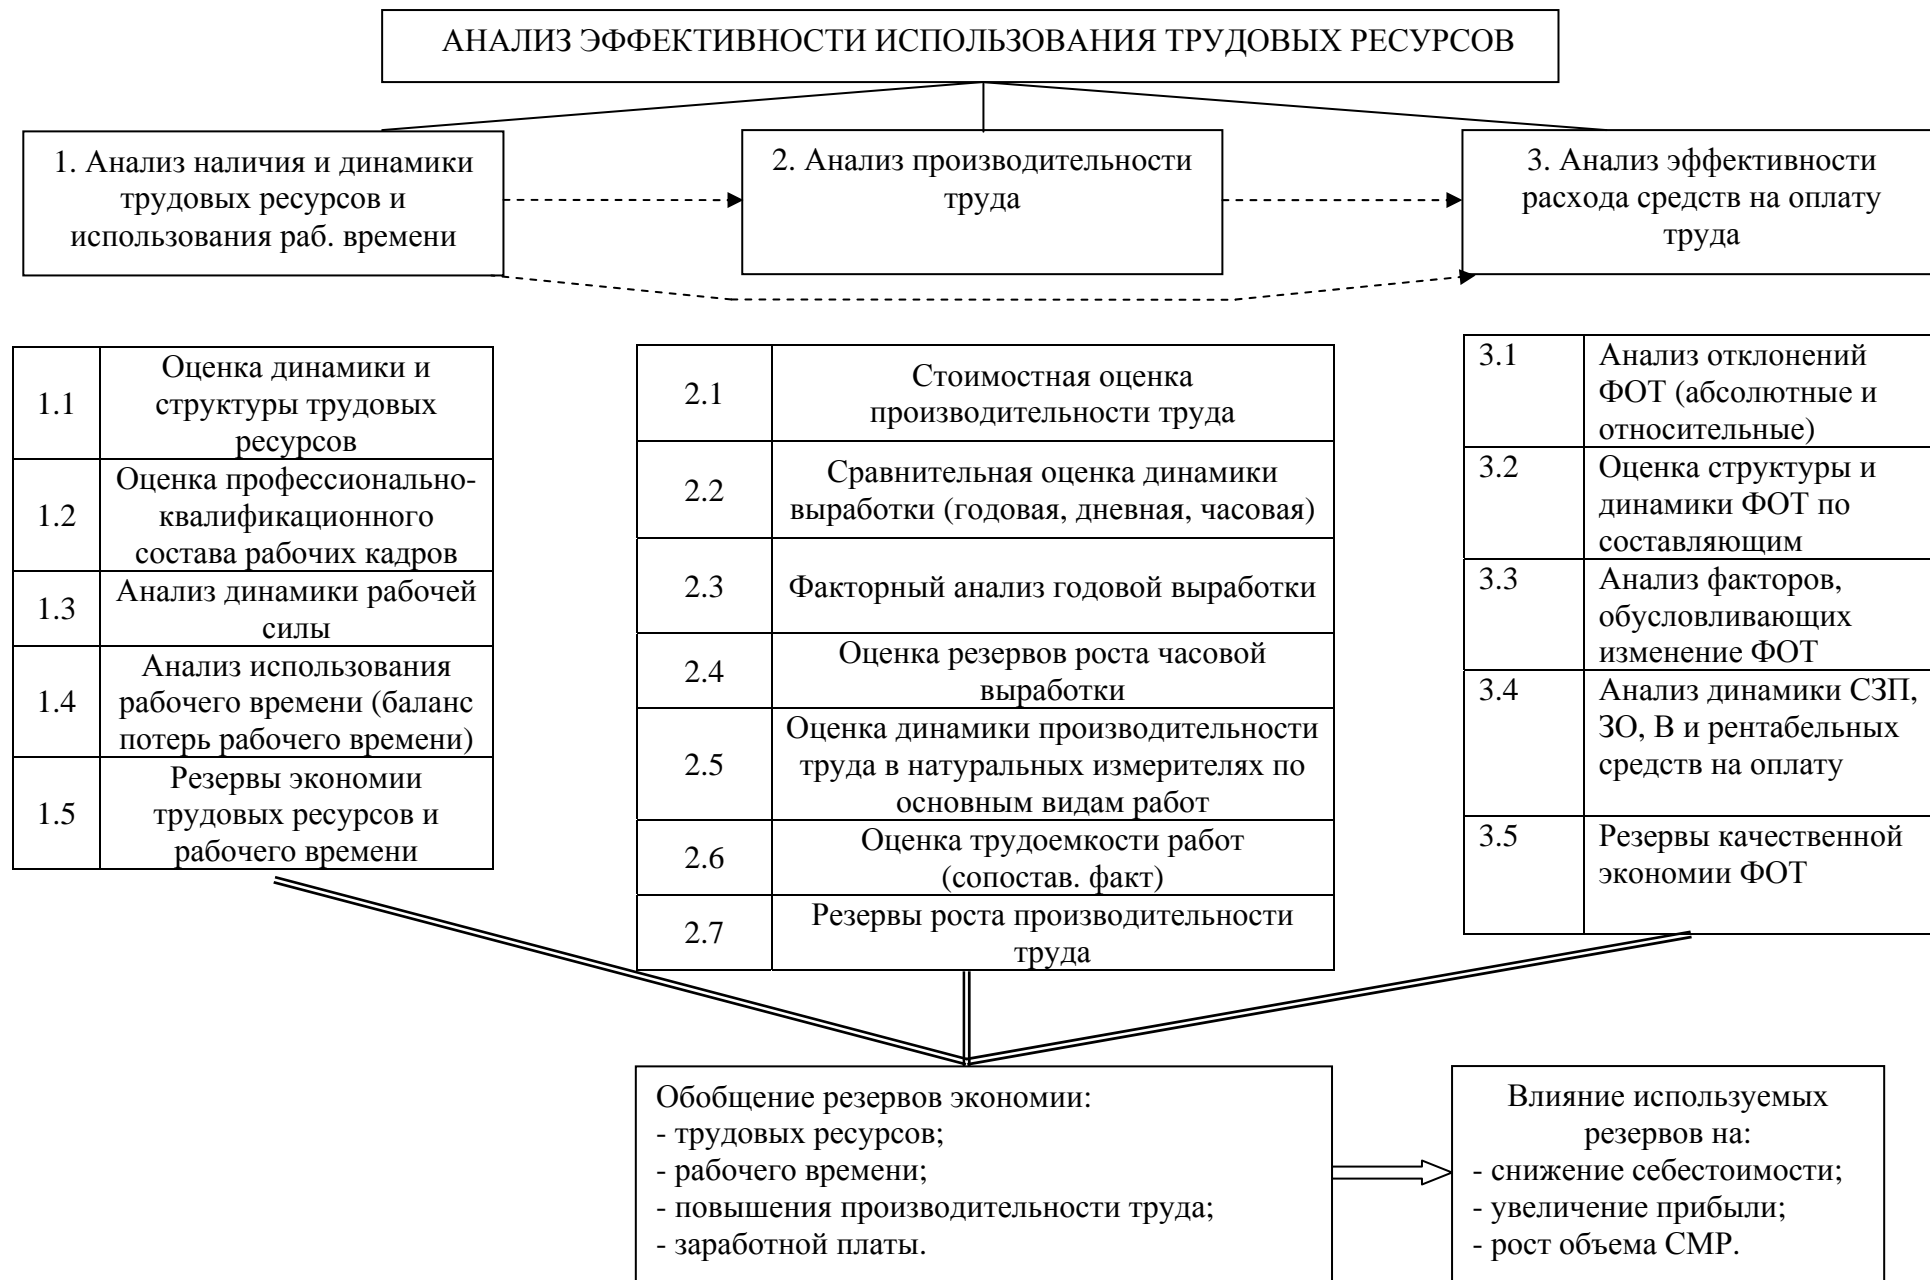 АНАЛИЗ ЭФФЕКТИВНОСТИ ИСПОЛЬЗОВАНИЯ ТРУДОВЫХ РЕСУРСОВ
1. Анализ наличия и динамики
трудовых ресурсов и
использования раб. времени
2. Анализ производительности
труда
3. Анализ эффективности
расхода средств на оплату
труда
1.1
Оценка динамики и
структуры трудовых
ресурсов
1.2
Оценка профессионально-
квалификационного
состава рабочих кадров
1.3
Анализ динамики рабочей
силы
1.4
Анализ использования
рабочего времени (баланс
потерь рабочего времени)
1.5
Резервы экономии
трудовых ресурсов и
рабочего времени
2.1
Стоимостная оценка
производительности труда
2.2
Сравнительная оценка динамики
выработки (годовая, дневная, часовая)
2.3
Факторный анализ годовой выработки
2.4
Оценка резервов роста часовой
выработки
2.5
Оценка динамики производительности
труда в натуральных измерителях по
основным видам работ
2.6
Оценка трудоемкости работ
(сопостав. факт)
2.7
Резервы роста производительности
труда
3.1
Анализ отклонений
ФОТ (абсолютные и
относительные)
3.2
Оценка структуры и
динамики ФОТ по
составляющим
3.3
Анализ факторов,
обусловливающих
изменение ФОТ
3.4
Анализ динамики СЗП,
ЗО, В и рентабельных
средств на оплату
3.5
Резервы качественной
экономии ФОТ
Обобщение резервов экономии:
- трудовых ресурсов;
- рабочего времени;
- повышения производительности труда;
- заработной платы.
Влияние используемых
резервов на:
- снижение себестоимости;
- увеличение прибыли;
- рост объема СМР.